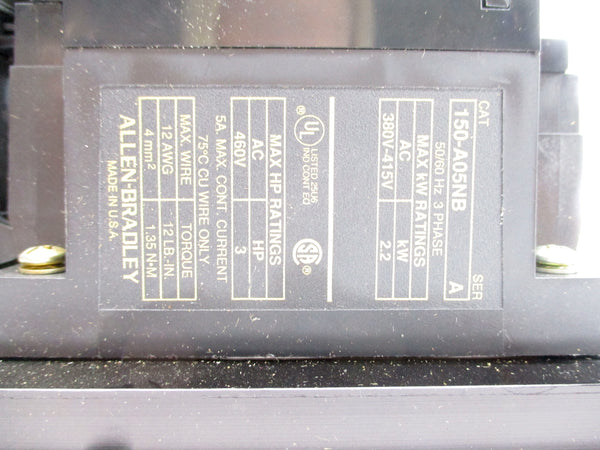 CAT SER
150-A05NB A
50/60 Hz 3 PHASE
MAX kW RATINGS
AC kW
380V-415V 2.2
UL ® LISTED 25U6
IND CONT EQ
SA ®
MAX HP RATINGS
AC HP
460V 3
5A. MAX. CONT. CURRENT
75°C CU WIRE ONLY
MAX. WIRE TORQUE
12 AWG 12 LB.-IN.
4 mm² 1.35 N-M
ALLEN-BRADLEY
MADE IN U.S.A.